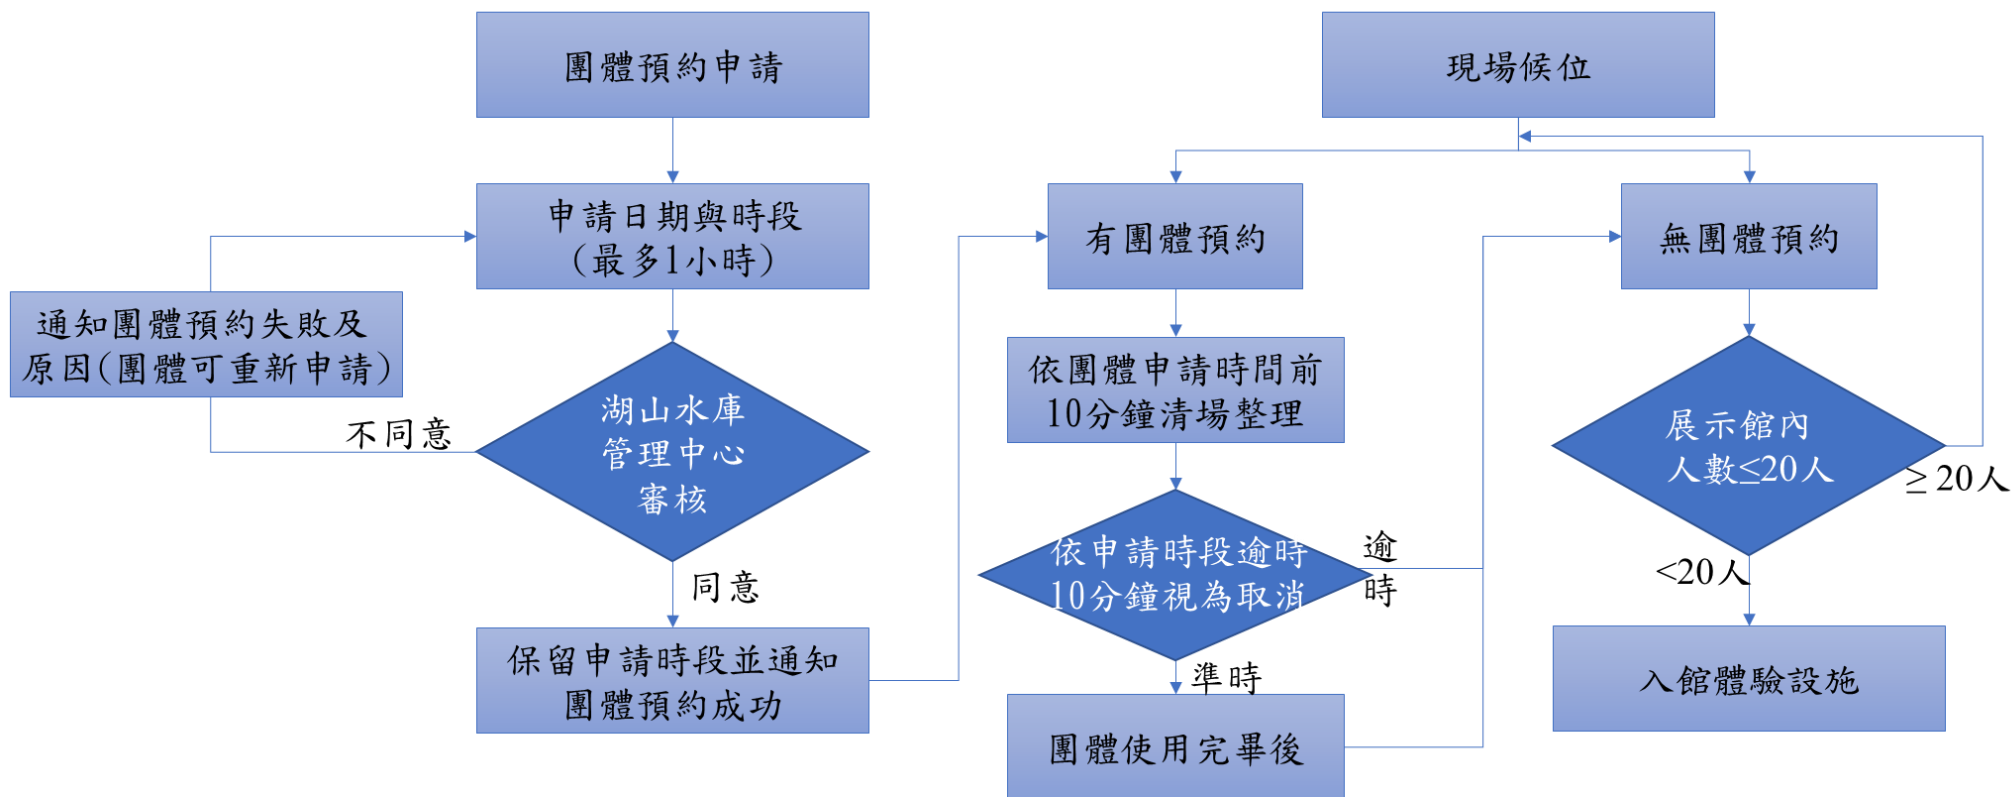 團體預約申請
申請日期與時段
(最多1小時)
通知團體預約失敗及
原因(團體可重新申請)
不同意
湖山水庫
管理中心
審核
同意
保留申請時段並通知
團體預約成功
現場候位
有團體預約
依團體申請時間前
10分鐘清場整理
依申請時段逾時
10分鐘視為取消
逾
時
準時
團體使用完畢後
無團體預約
展示館內
人數≤20人
≥ 20人
<20人
入館體驗設施